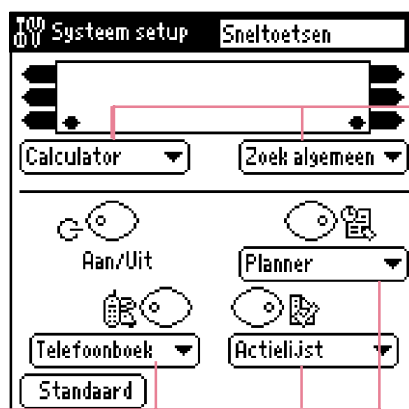 Systeem setup Sneltoetsen
Calculator Zoek algemeen
Aan/Uit Planner
Telefoonboek Actielijst
Standaard